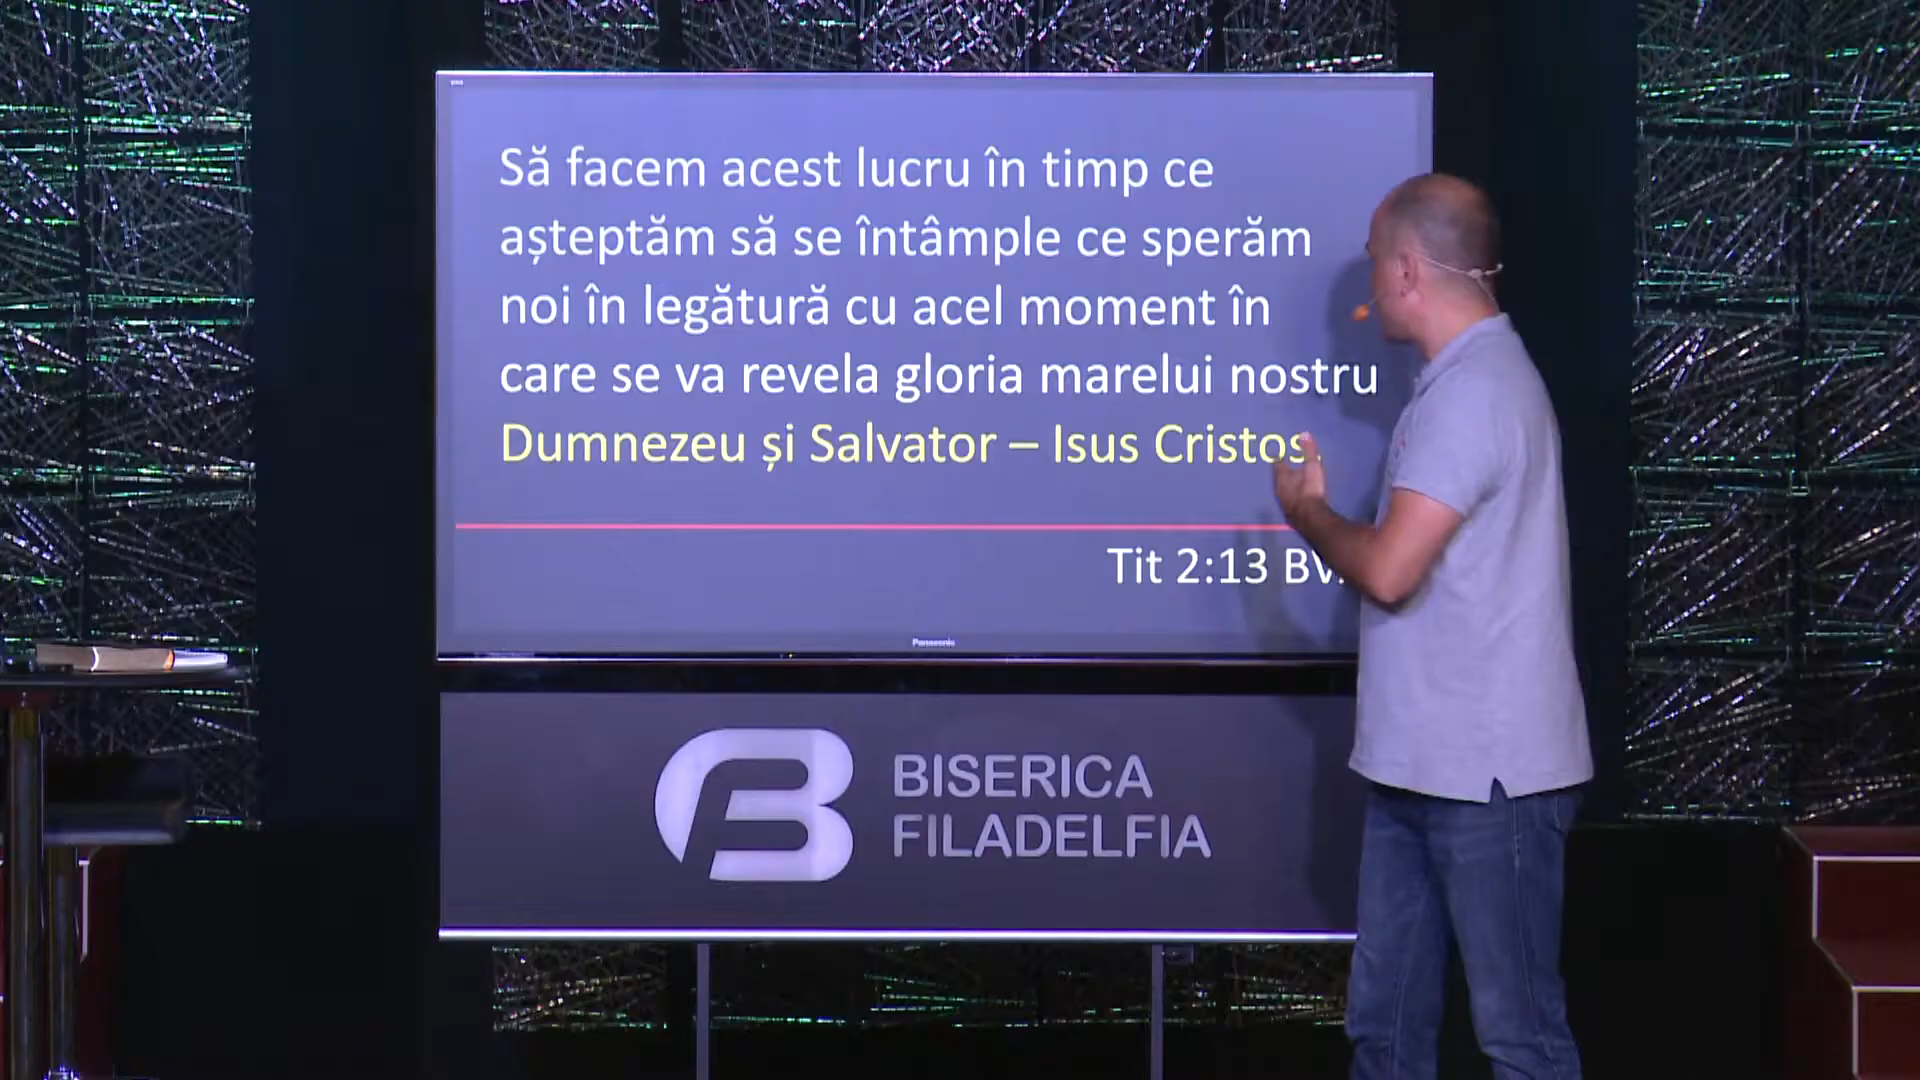 Să facem acest lucru în timp ce
așteptăm să se întâmple ce sperăm
noi în legătură cu acel moment în
care se va revela gloria marelui nostru
Dumnezeu și Salvator – Isus Cristos.
Tit 2:13
Panasonic
BISERICA
FILADELFIA